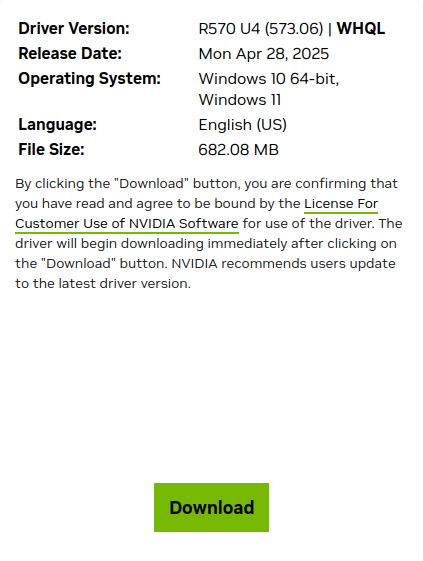 Driver Version: R570 U4 (573.06) | WHQL
Release Date: Mon Apr 28, 2025
Operating System: Windows 10 64-bit,
Windows 11
Language: English (US)
File Size: 682.08 MB
By clicking the "Download" button, you are confirming that
you have read and agree to be bound by the License For
Customer Use of NVIDIA Software for use of the driver. The
driver will begin downloading immediately after clicking on
the "Download" button. NVIDIA recommends users update
to the latest driver version.
Download